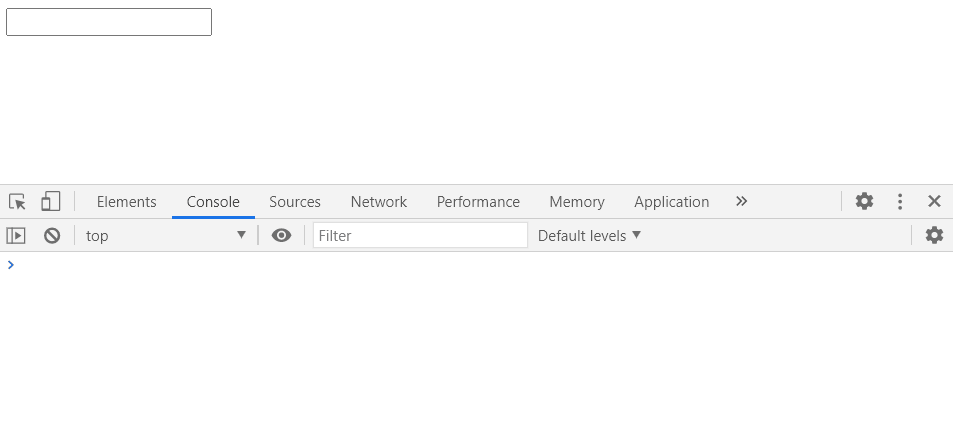 Elements Console Sources Network Performance Memory Application
top Filter Default levels